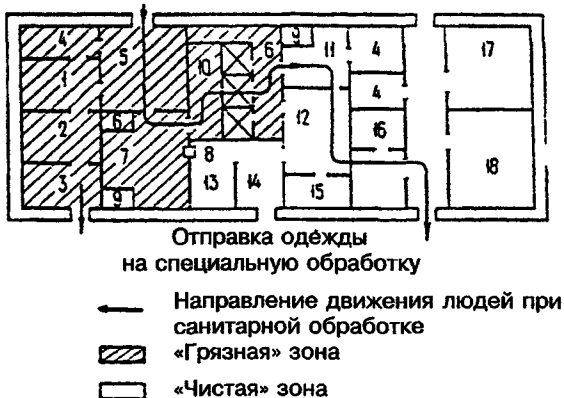 4 5 10 6 9 11 4 17
1 4
2 6 12 16
7 8 18
3 9 13 14 15
Отправка одежды
на специальную обработку
Направление движения людей при
санитарной обработке
«Грязная» зона
«Чистая» зона